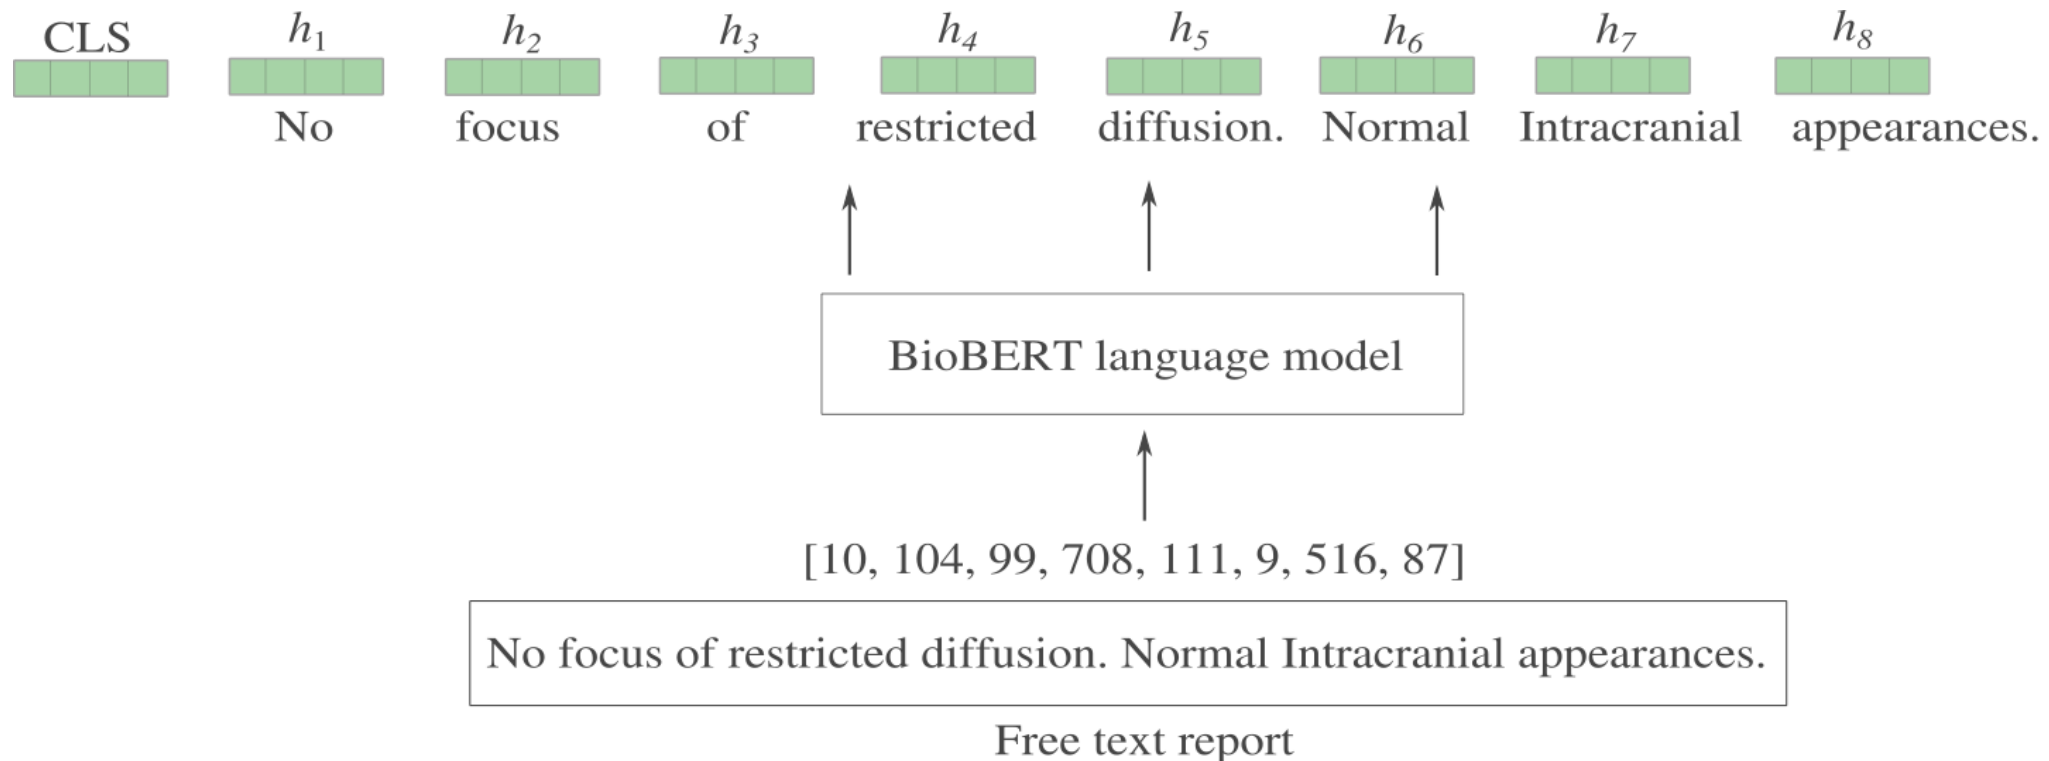 CLS h1 h2 h3 h4 h5 h6 h7 h8
No focus of restricted diffusion. Normal Intracranial appearances.
BioBERT language model
[10, 104, 99, 708, 111, 9, 516, 87]
No focus of restricted diffusion. Normal Intracranial appearances.
Free text report